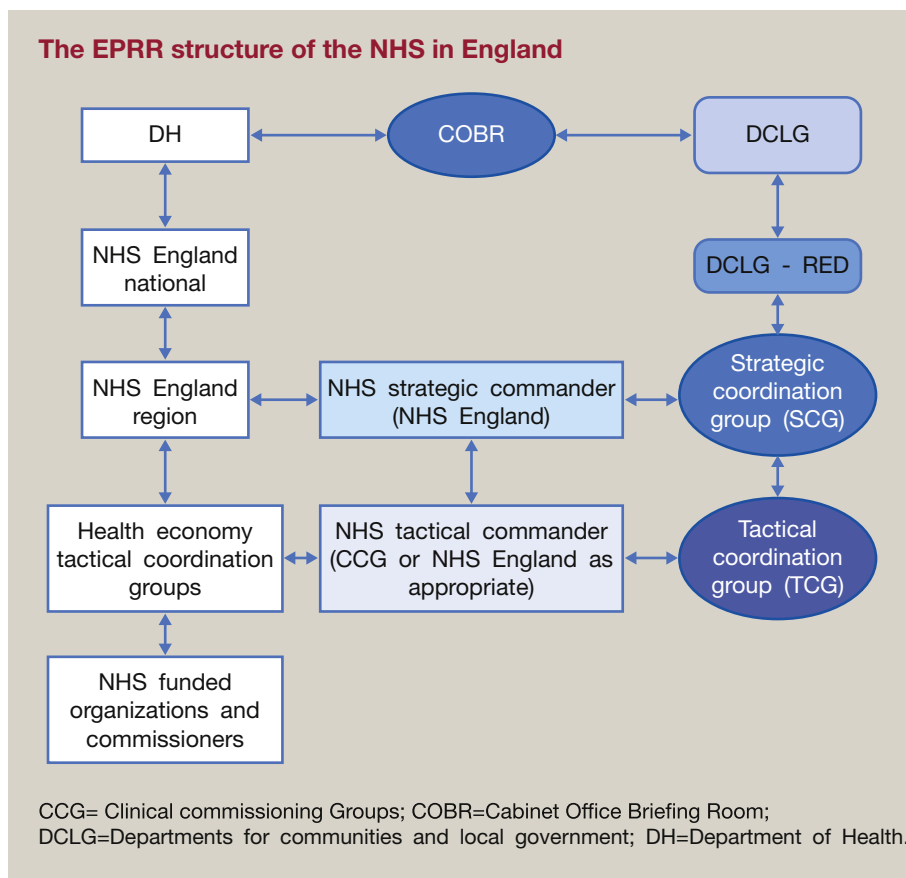 The EPRR structure of the NHS in England
DH
COBR
DCLG
NHS England
national
DCLG - RED
NHS England
region
NHS strategic commander
(NHS England)
Strategic
coordination
group (SCG)
Health economy
tactical coordination
groups
NHS tactical commander
(CCG or NHS England as
appropriate)
Tactical
coordination
group (TCG)
NHS funded
organizations and
commissioners
CCG= Clinical commissioning Groups; COBR=Cabinet Office Briefing Room;
DCLG=Departments for communities and local government; DH=Department of Health.